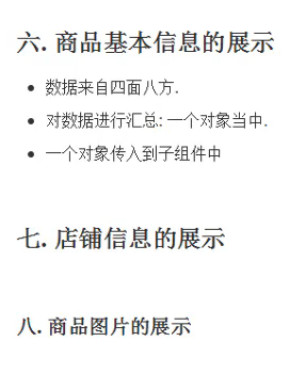 六. 商品基本信息的展示
数据来自四面八方.
对数据进行汇总: 一个对象当中.
一个对象传入到子组件中
七. 店铺信息的展示
八. 商品图片的展示